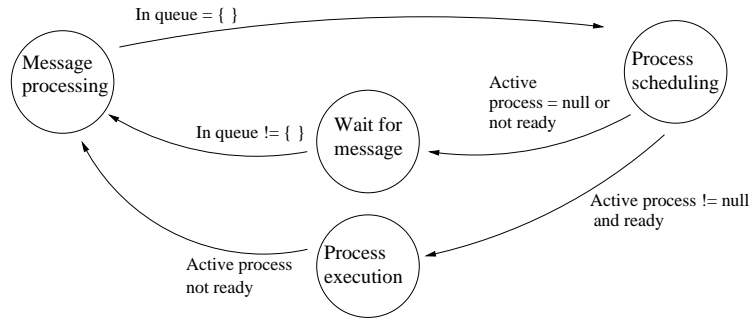 In queue = { }
Message
processing
Process
scheduling
Active
process = null or
not ready
In queue != { }
Wait for
message
Active process != null
and ready
Process
execution
Active process
not ready